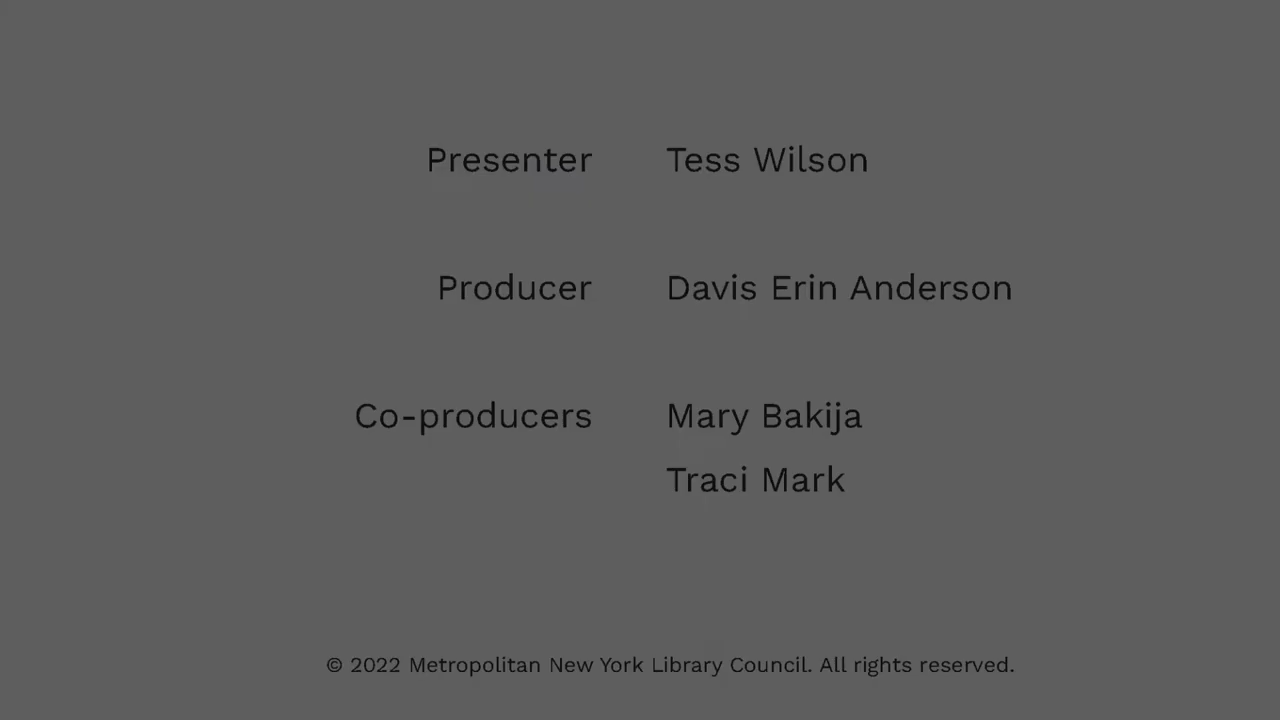 Presenter Tess Wilson
Producer Davis Erin Anderson
Co-producers Mary Bakija
Traci Mark
© 2022 Metropolitan New York Library Council. All rights reserved.